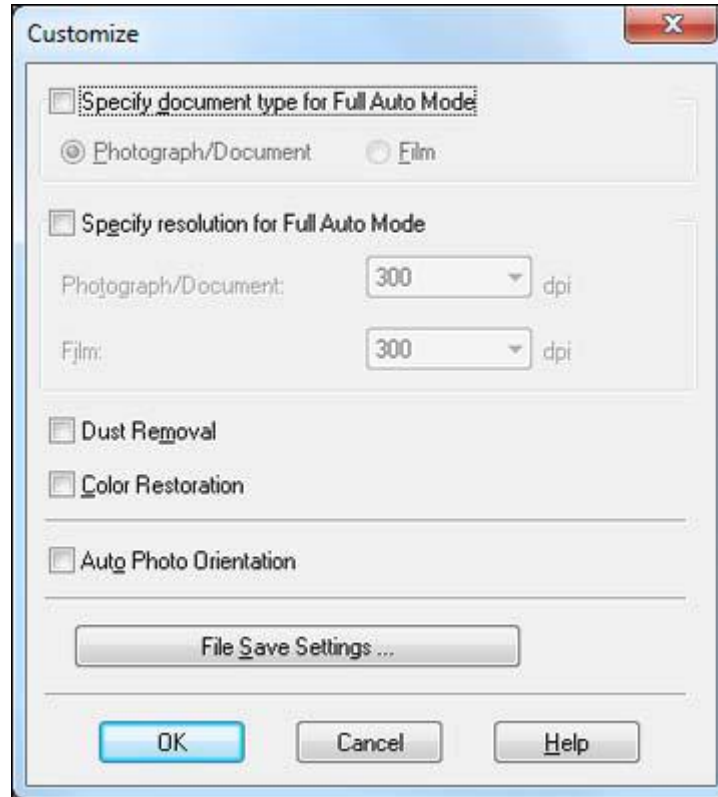 Customize
Specify document type for Full Auto Mode
Photograph/Document Film
Specify resolution for Full Auto Mode
Photograph/Document: 300 dpi
Film: 300 dpi
Dust Removal
Color Restoration
Auto Photo Orientation
File Save Settings ...
OK Cancel Help